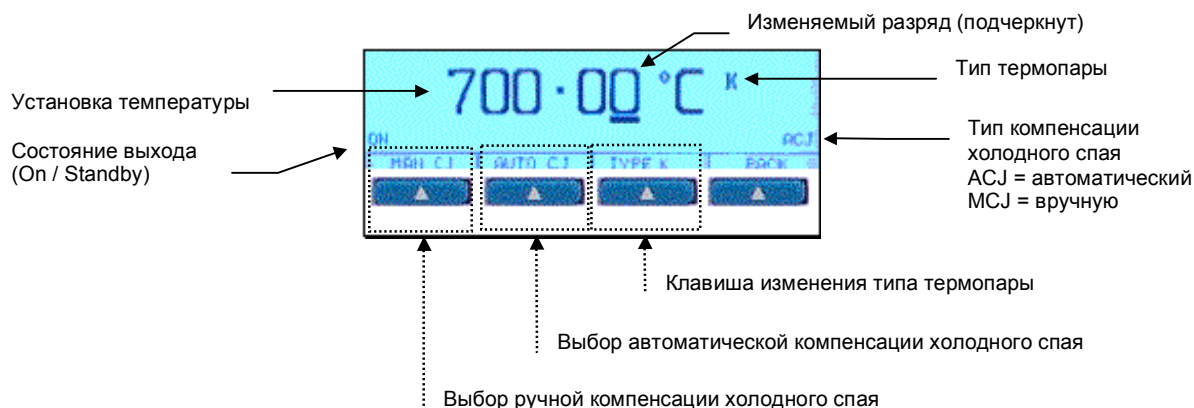 Изменяемый разряд (подчеркнут)
700·00 °C K
Тип термопары
Установка температуры
ON
ACJ
Состояние выхода
(On / Standby)
Тип компенсации
холодного спая
ACJ = автоматический
MCJ = вручную
MAN CJ AUTO CJ TYPE K BACK
Клавиша изменения типа термопары
Выбор автоматической компенсации холодного спая
Выбор ручной компенсации холодного спая